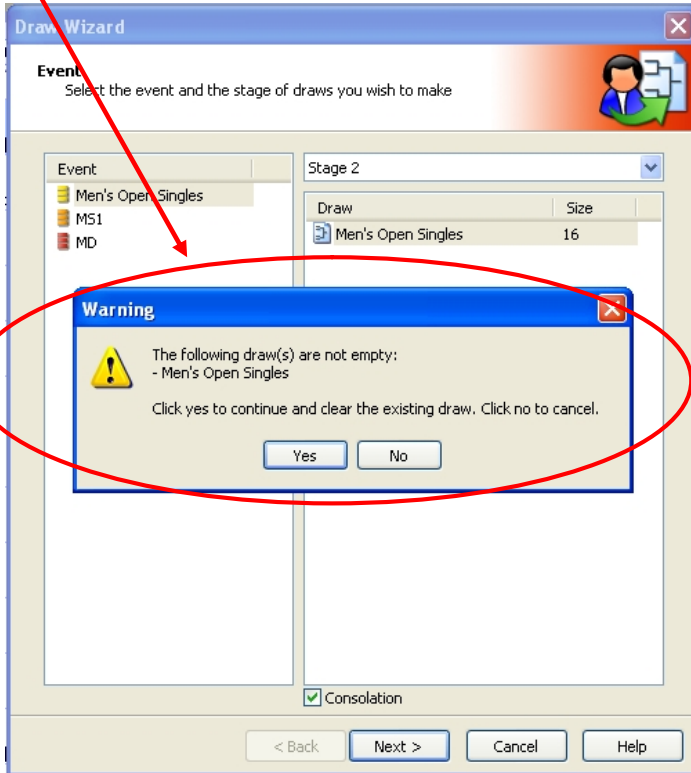 Draw Wizard
Event
Select the event and the stage of draws you wish to make
Event
Men's Open Singles
MS1
MD
Stage 2
Draw Size
Men's Open Singles 16
Warning
The following draw(s) are not empty:
- Men's Open Singles
Click yes to continue and clear the existing draw. Click no to cancel.
Yes No
Consolation
< Back Next > Cancel Help